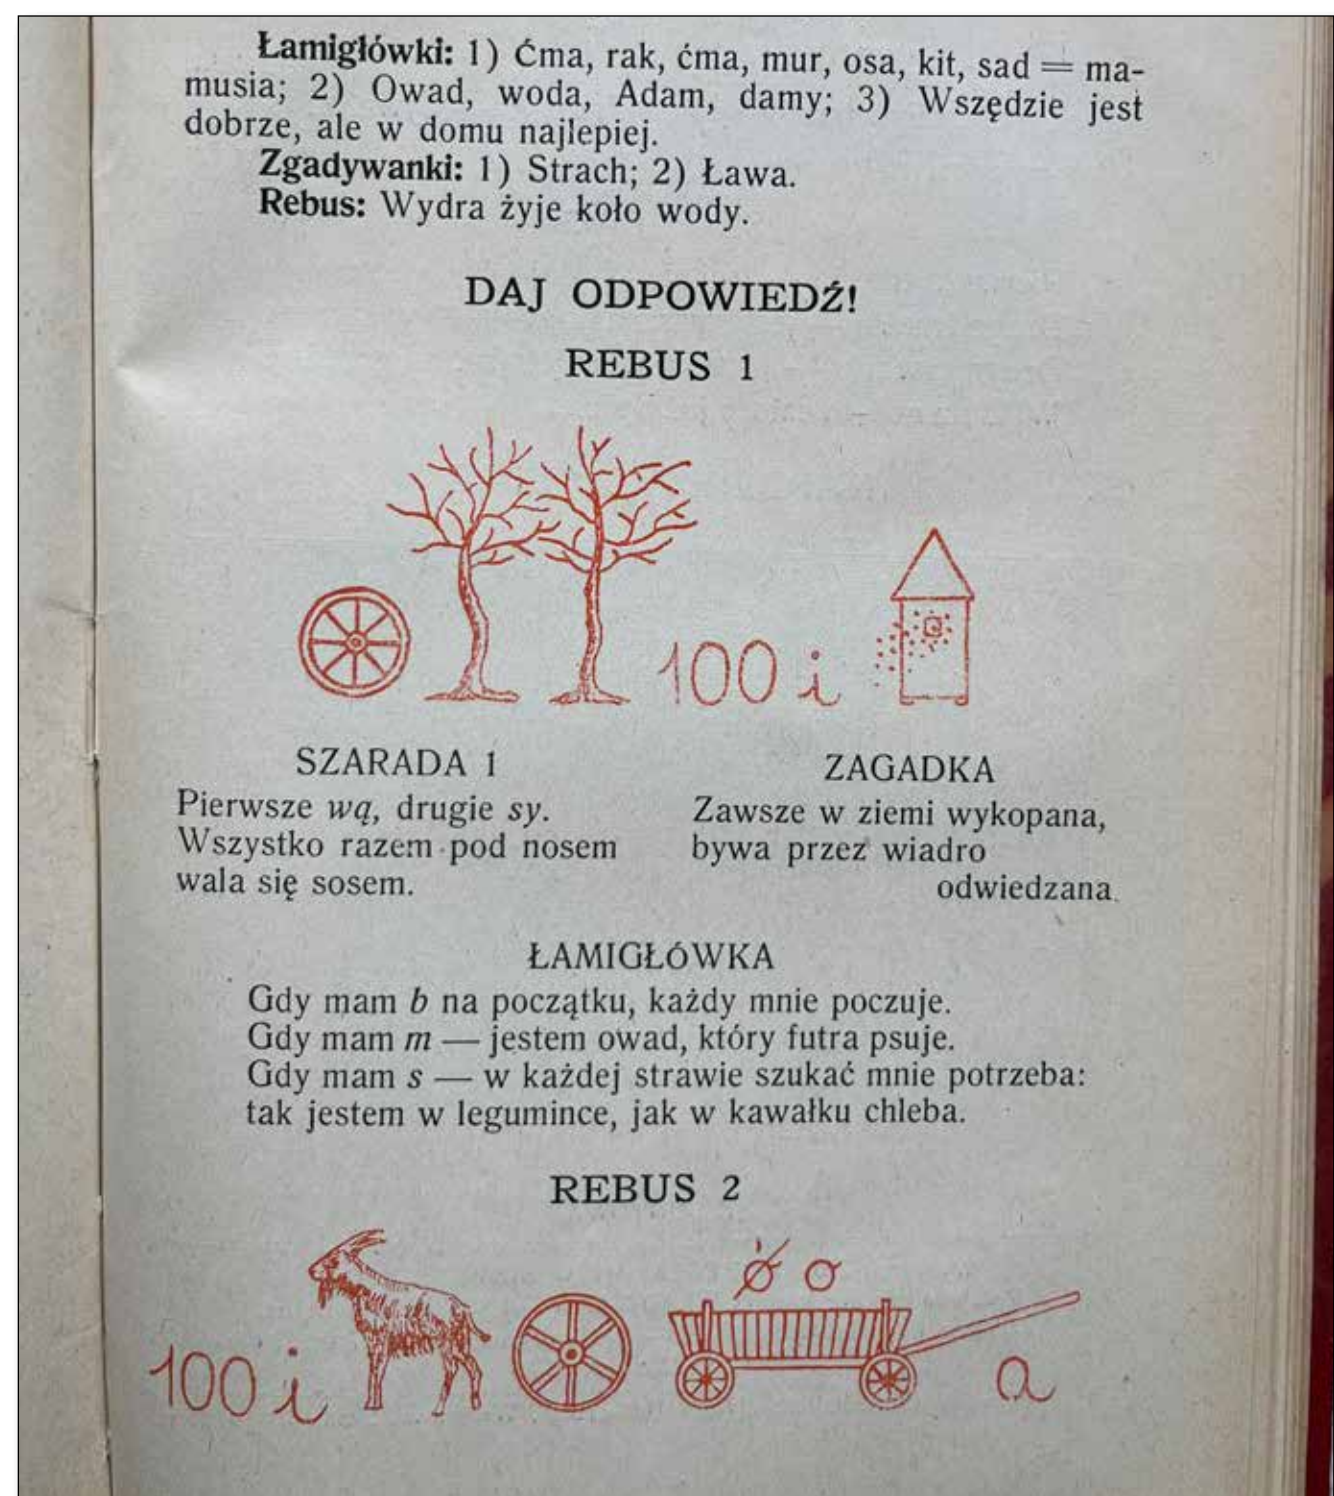 Łamigłówki: 1) Ćma, rak, ćma, mur, osa, kit, sad = ma-
musia; 2) Owad, woda, Adam, damy; 3) Wszędzie jest
dobrze, ale w domu najlepiej.
Zgadywanki: 1) Strach; 2) Ława.
Rebus: Wydra żyje koło wody.
DAJ ODPOWIEDŹ!
REBUS 1
100 i
SZARADA 1
Pierwsze wą, drugie sy.
Wszystko razem pod nosem
wala się sosem.
ZAGADKA
Zawsze w ziemi wykopana,
bywa przez wiadro
odwiedzana.
ŁAMIGŁÓWKA
Gdy mam b na początku, każdy mnie poczuje.
Gdy mam m — jestem owad, który futra psuje.
Gdy mam s — w każdej strawie szukać mnie potrzeba:
tak jestem w legumince, jak w kawałku chleba.
REBUS 2
ó o
100 i a